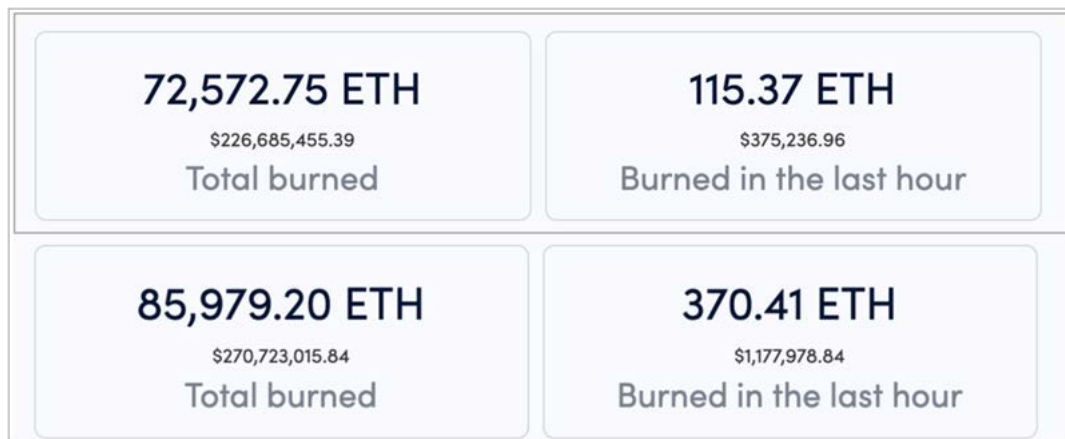 72,572.75 ETH
$226,685,455.39
Total burned
115.37 ETH
$375,236.96
Burned in the last hour
85,979.20 ETH
$270,723,015.84
Total burned
370.41 ETH
$1,177,978.84
Burned in the last hour